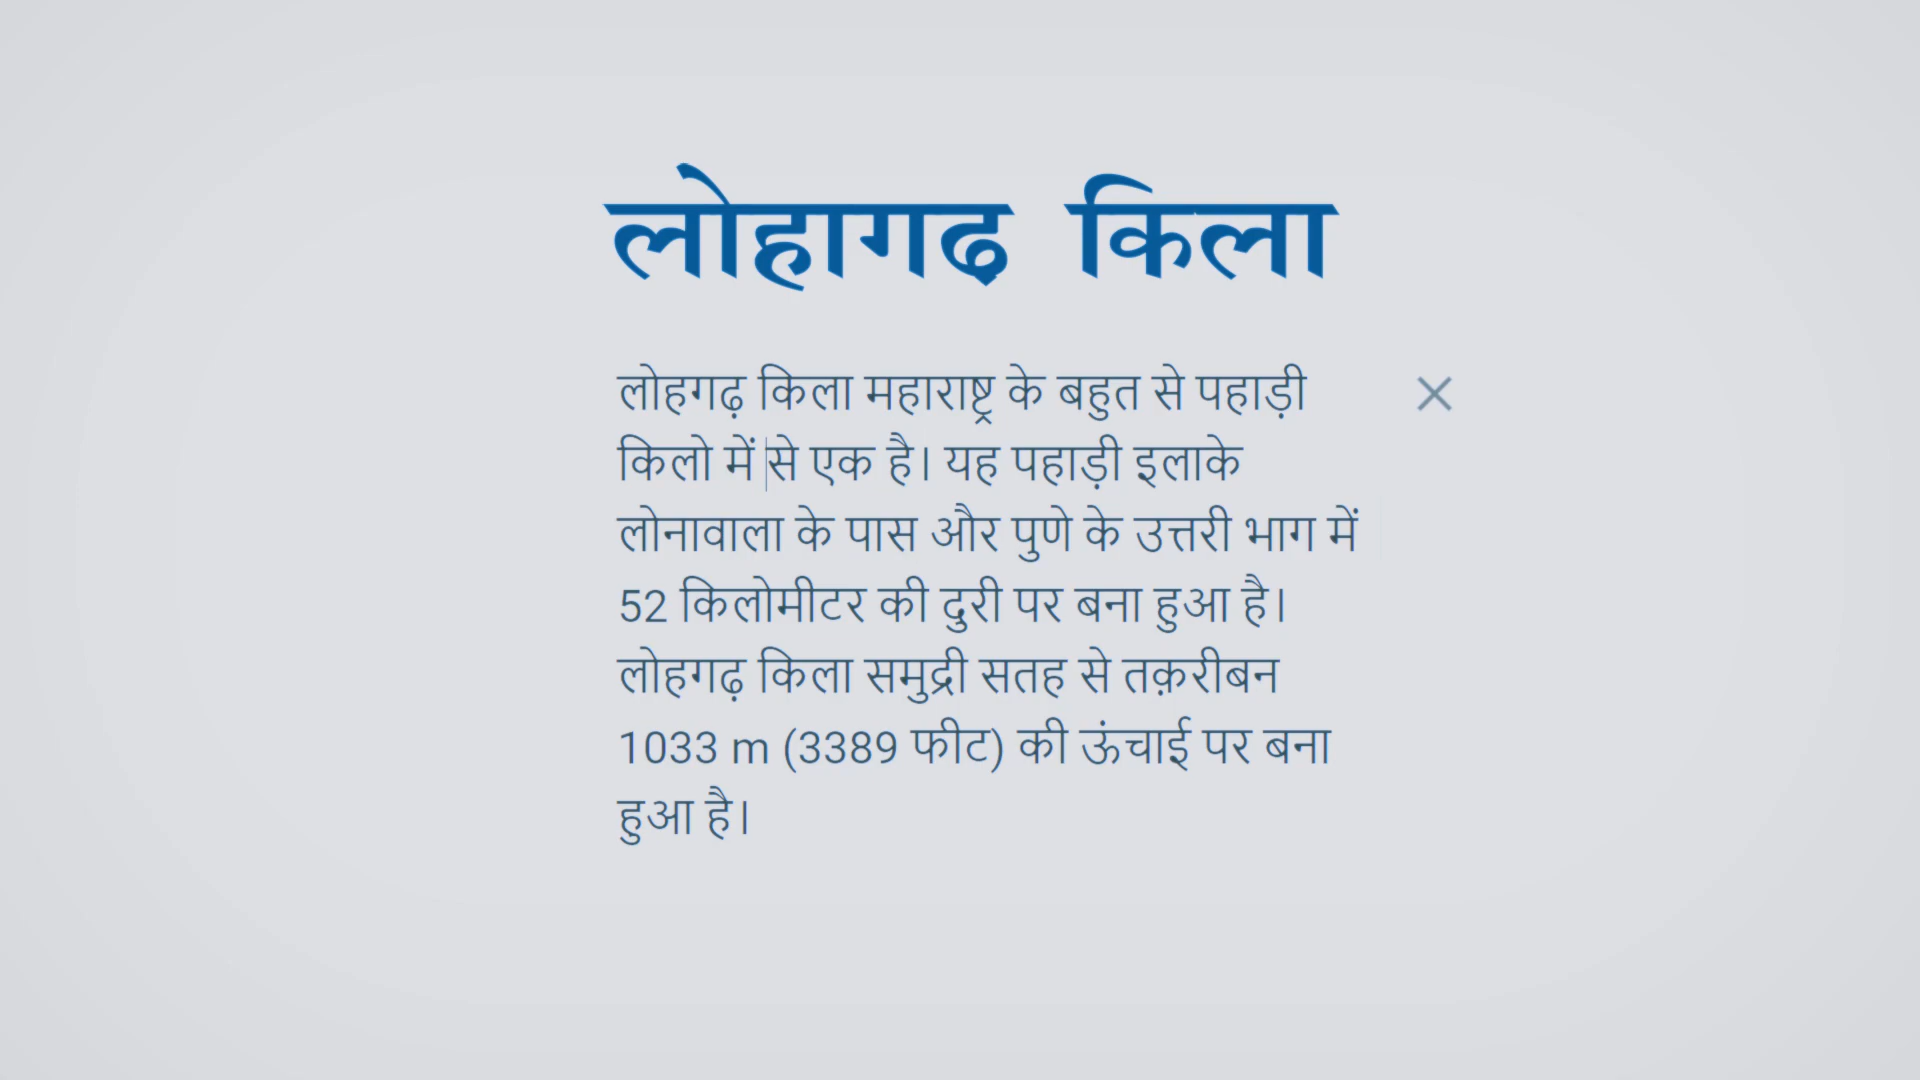 लोहागढ किला
लोहगढ़ किला महाराष्ट्र के बहुत से पहाड़ी
किलो में से एक है। यह पहाड़ी इलाके
लोनावाला के पास और पुणे के उत्तरी भाग में
52 किलोमीटर की दुरी पर बना हुआ है।
लोहगढ़ किला समुद्री सतह से तक़रीबन
1033 m (3389 फीट) की ऊंचाई पर बना
हुआ है।